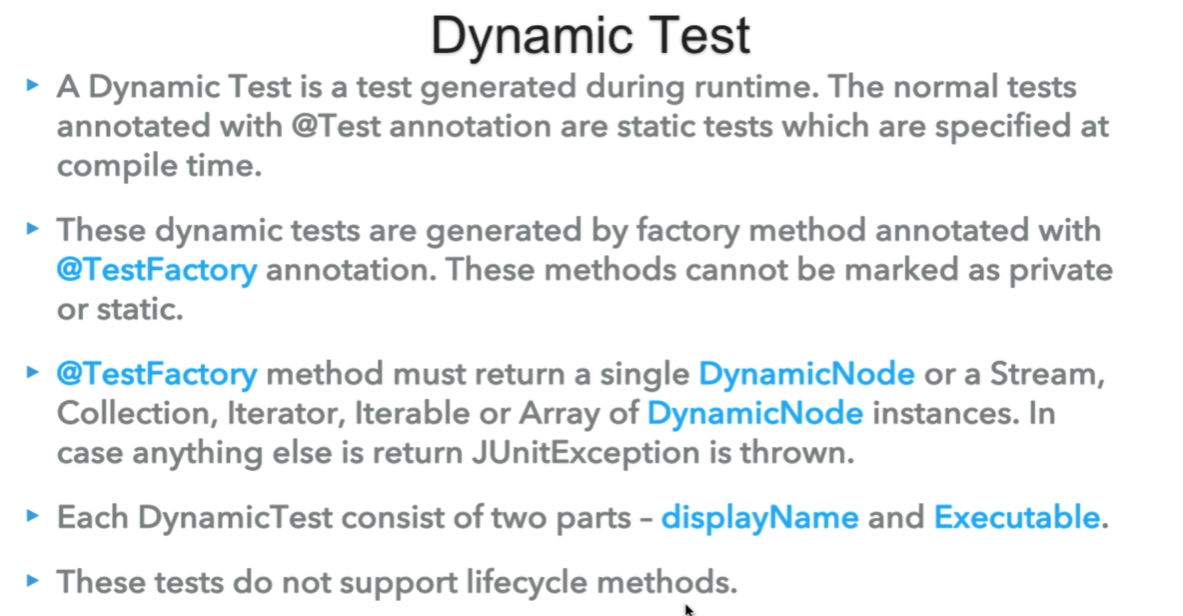 Dynamic Test
A Dynamic Test is a test generated during runtime. The normal tests
annotated with @Test annotation are static tests which are specified at
compile time.
These dynamic tests are generated by factory method annotated with
@TestFactory annotation. These methods cannot be marked as private
or static.
@TestFactory method must return a single DynamicNode or a Stream,
Collection, Iterator, Iterable or Array of DynamicNode instances. In
case anything else is return JUnitException is thrown.
Each DynamicTest consist of two parts – displayName and Executable.
These tests do not support lifecycle methods.